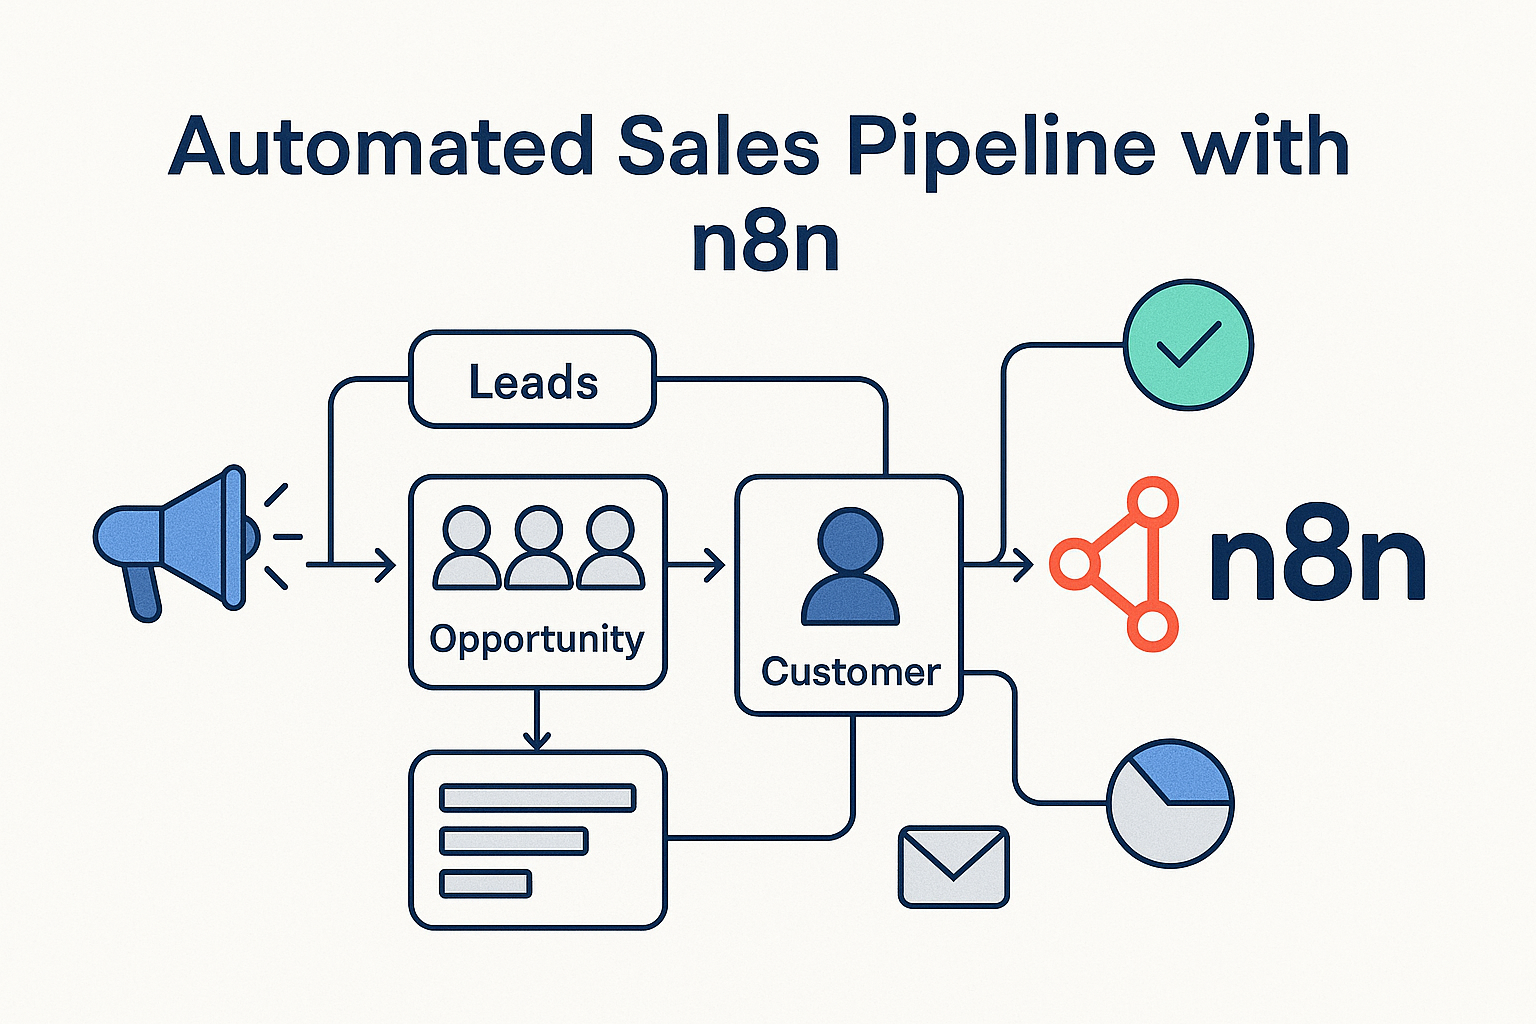 Automated Sales Pipeline with
n8n
Leads
Opportunity
Customer
n8n